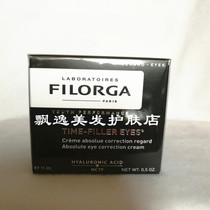 LABORATOIRES
FILORGA
PARIS
飘逸美发护肤店
TIME-FILLER EYES
Crème absolue correction regard
Absolute eye correction cream
HYALURONIC ACID
NCTF
NET WT. 0,5 OZ.